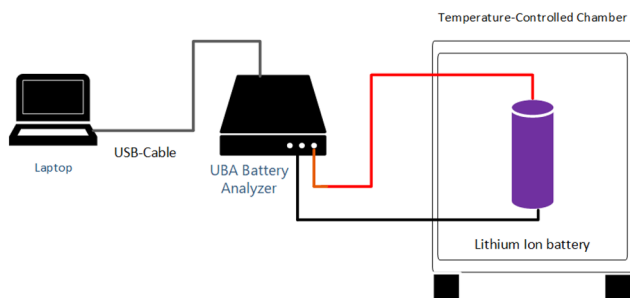 Temperature-Controlled Chamber
USB-Cable
Laptop
UBA Battery
Analyzer
Lithium Ion battery